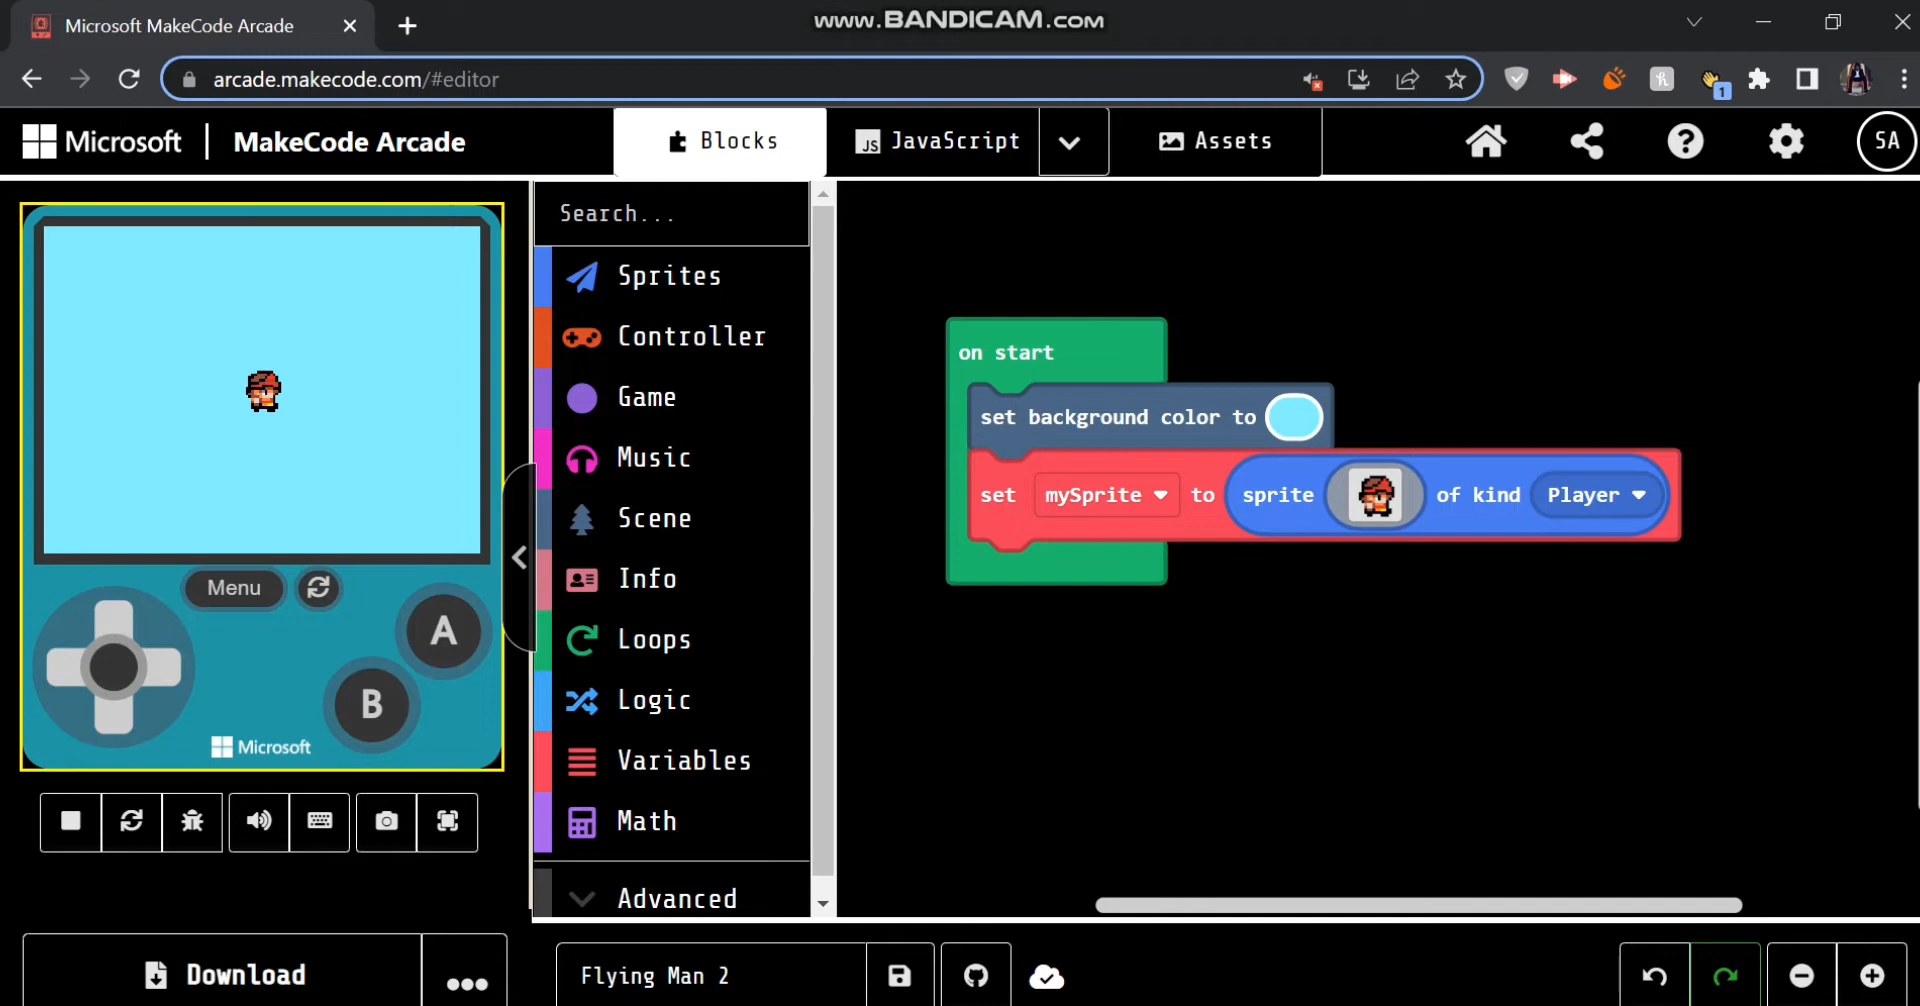 Microsoft MakeCode Arcade
www.BANDICAM.com
arcade.makecode.com/#editor
1
Microsoft
MakeCode Arcade
Blocks
JS
JavaScript
Assets
SA
Search...
Sprites
Controller
Game
Music
Scene
Info
Loops
Logic
Variables
Math
Advanced
Menu
A
B
Microsoft
on start
set background color to
set mySprite to sprite of kind Player
Download
Flying Man 2